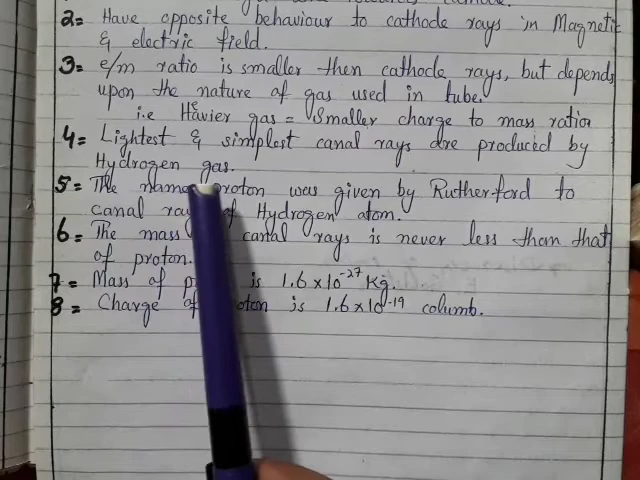 2= Have opposite behaviour to cathode rays in Magnetic
& electric field.
3= e/m ratio is smaller then cathode rays, but depends
upon the nature of gas used in tube.
i.e Heavier gas = Smaller charge to mass ratio
4= Lightest & simplest canal rays are produced by
Hydrogen gas.
5= The name proton was given by Rutherford to
canal rays of Hydrogen atom.
6= The mass canal rays is never less than that
of proton.
7= Mass of is 1.6×10⁻²⁷ Kg.
8= Charge of is 1.6×10⁻¹⁹ columb.